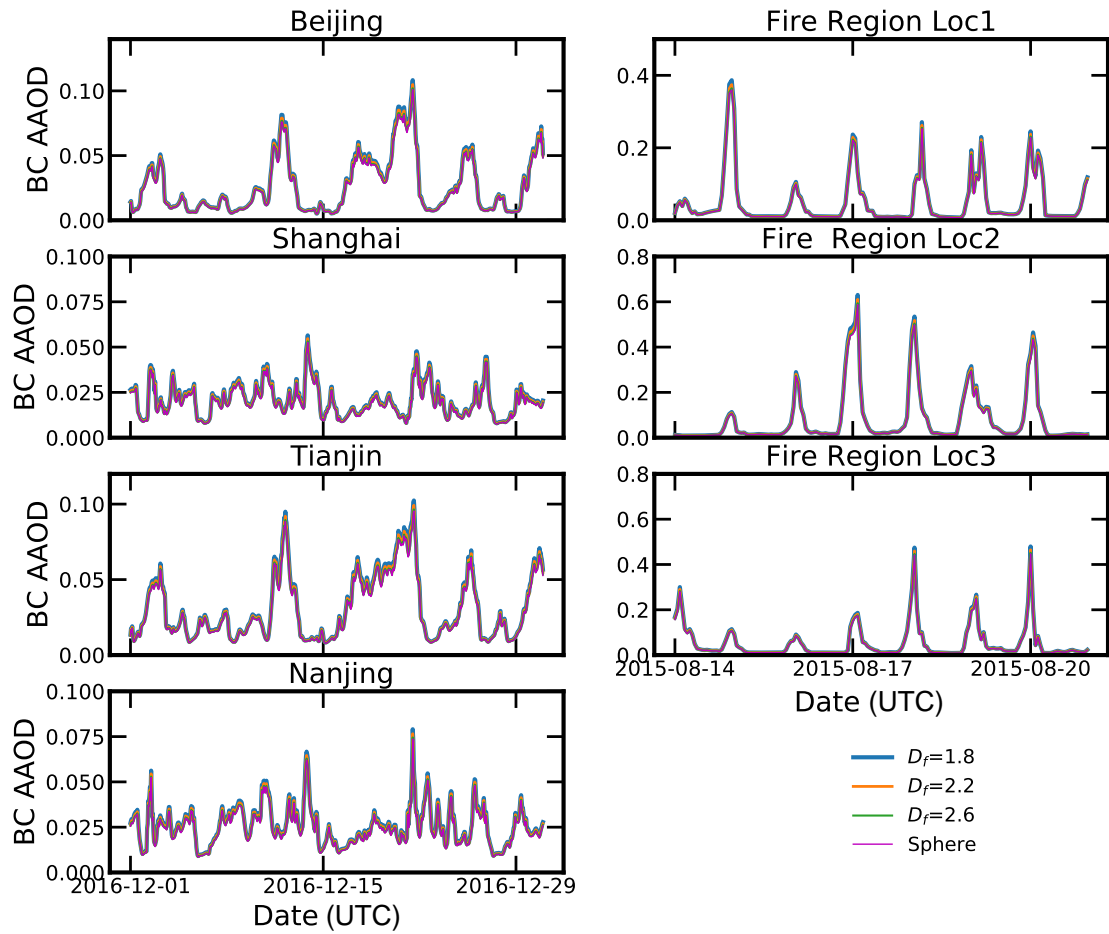 Beijing
BC AAOD
0.10
0.05
0.00
Shanghai
BC AAOD
0.100
0.075
0.050
0.025
0.000
Tianjin
BC AAOD
0.10
0.05
0.00
Nanjing
BC AAOD
0.100
0.075
0.050
0.025
0.000
2016-12-01
2016-12-15
2016-12-29
Date (UTC)
Fire Region Loc1
0.4
0.2
0.0
Fire  Region Loc2
0.8
0.6
0.4
0.2
0.0
Fire Region Loc3
0.8
0.6
0.4
0.2
0.0
2015-08-14
2015-08-17
2015-08-20
Date (UTC)
D_f=1.8
D_f=2.2
D_f=2.6
Sphere